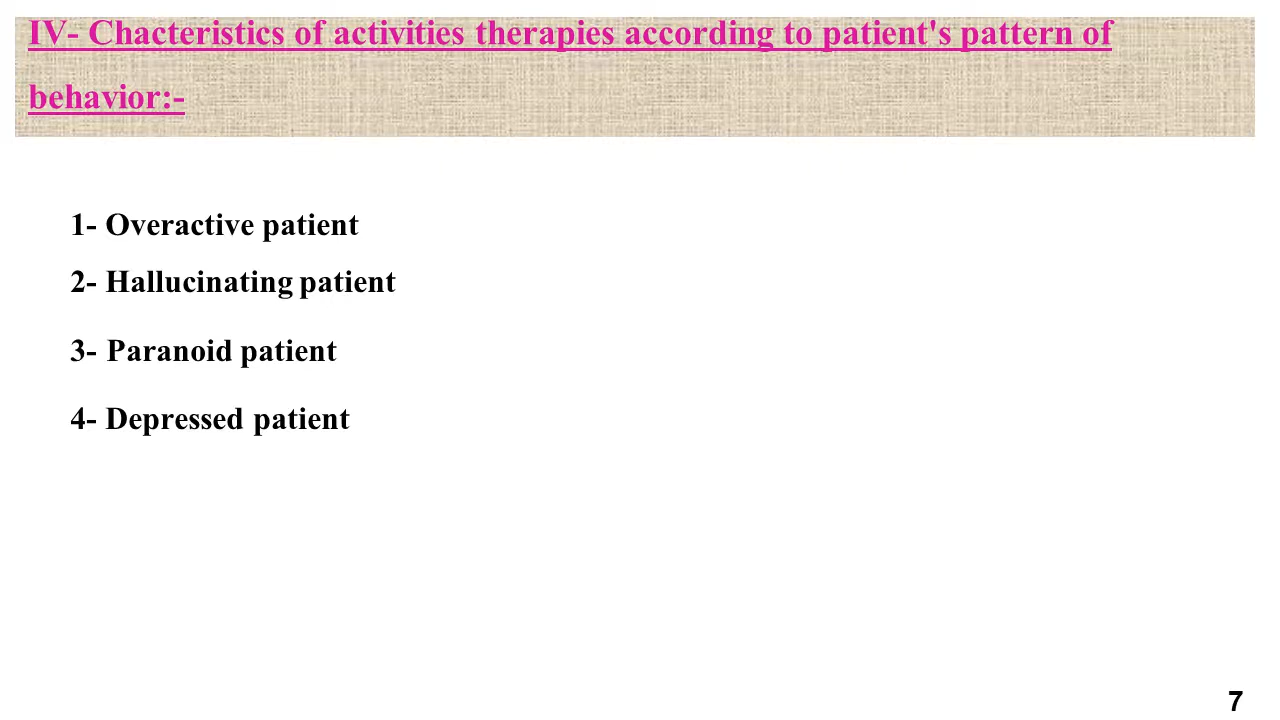 IV- Chacteristics of activities therapies according to patient's pattern of
behavior:-
1- Overactive patient
2- Hallucinating patient
3- Paranoid patient
4- Depressed patient
7